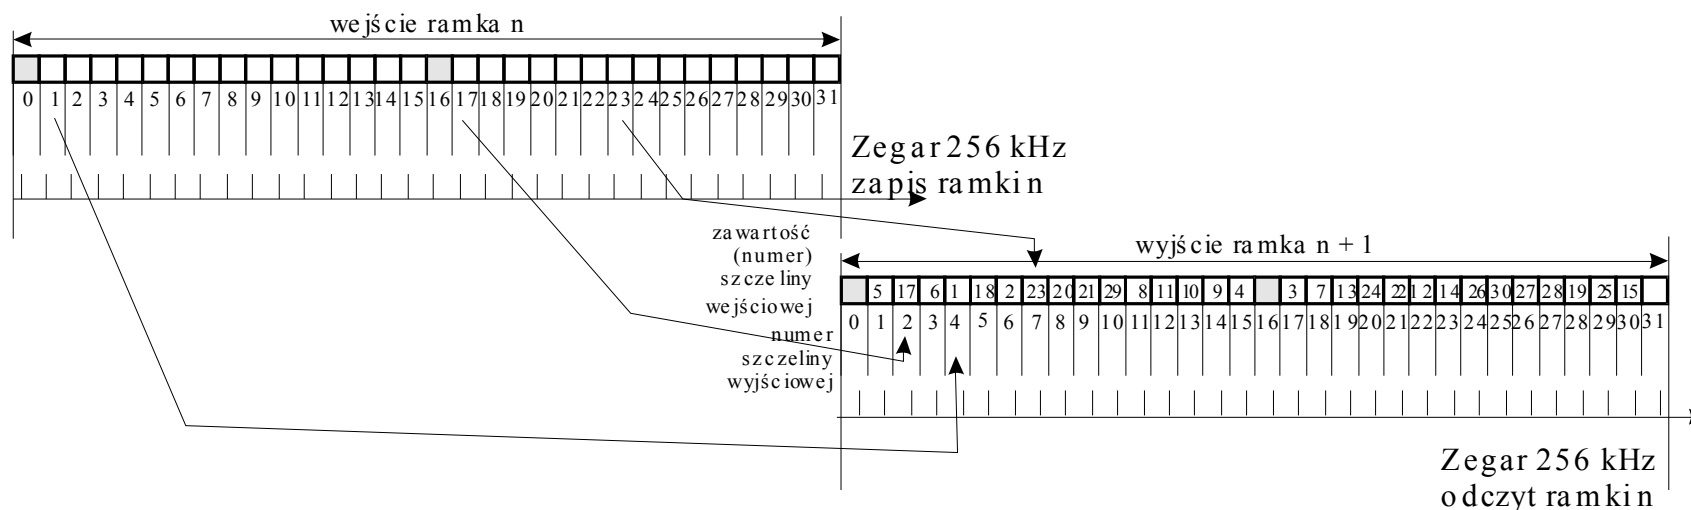 wejście ramka n
0 1 2 3 4 5 6 7 8 9 10 11 12 13 14 15 16 17 18 19 20 21 22 23 24 25 26 27 28 29 30 31
Zegar 256 kHz
zapis ramki n
zawartość
(numer)
szczeliny
wejściowej
wyjście ramka n + 1
5 17 6 1 18 2 23 20 21 29 8 11 10 9 4 3 7 13 24 22 12 14 26 30 27 28 19 25 15
numer
szczeliny
wyjściowej
0 1 2 3 4 5 6 7 8 9 10 11 12 13 14 15 16 17 18 19 20 21 22 23 24 25 26 27 28 29 30 31
Zegar 256 kHz
odczyt ramki n